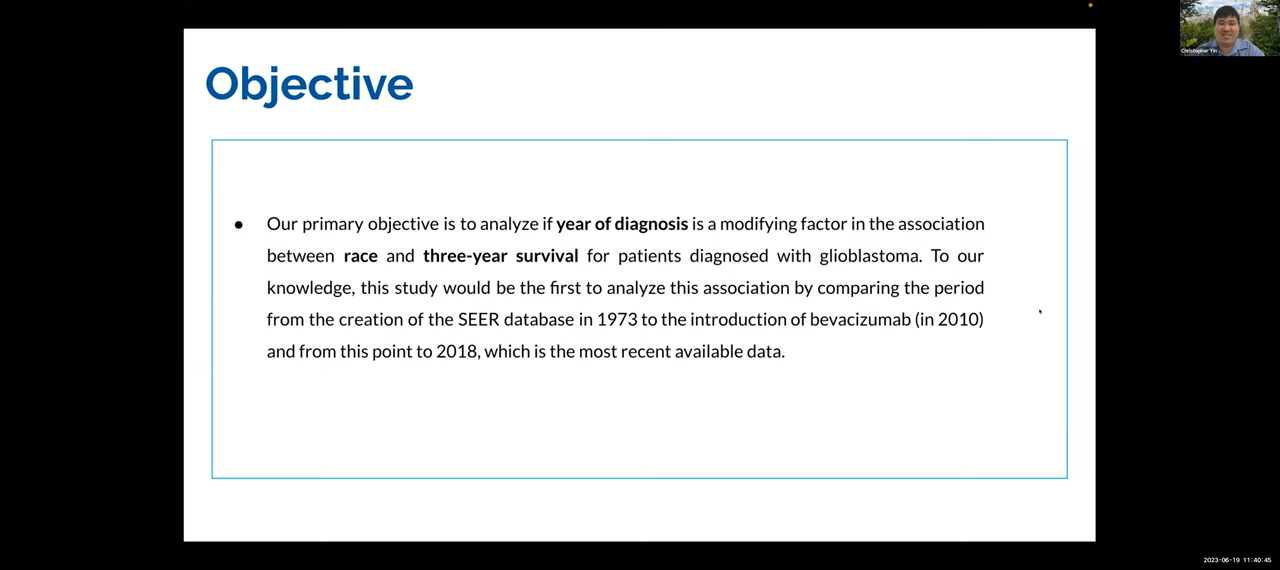 Christopher Yin
Objective
● Our primary objective is to analyze if year of diagnosis is a modifying factor in the association
between race and three-year survival for patients diagnosed with glioblastoma. To our
knowledge, this study would be the first to analyze this association by comparing the period
from the creation of the SEER database in 1973 to the introduction of bevacizumab (in 2010)
and from this point to 2018, which is the most recent available data.
2023-06-19 11:40:45